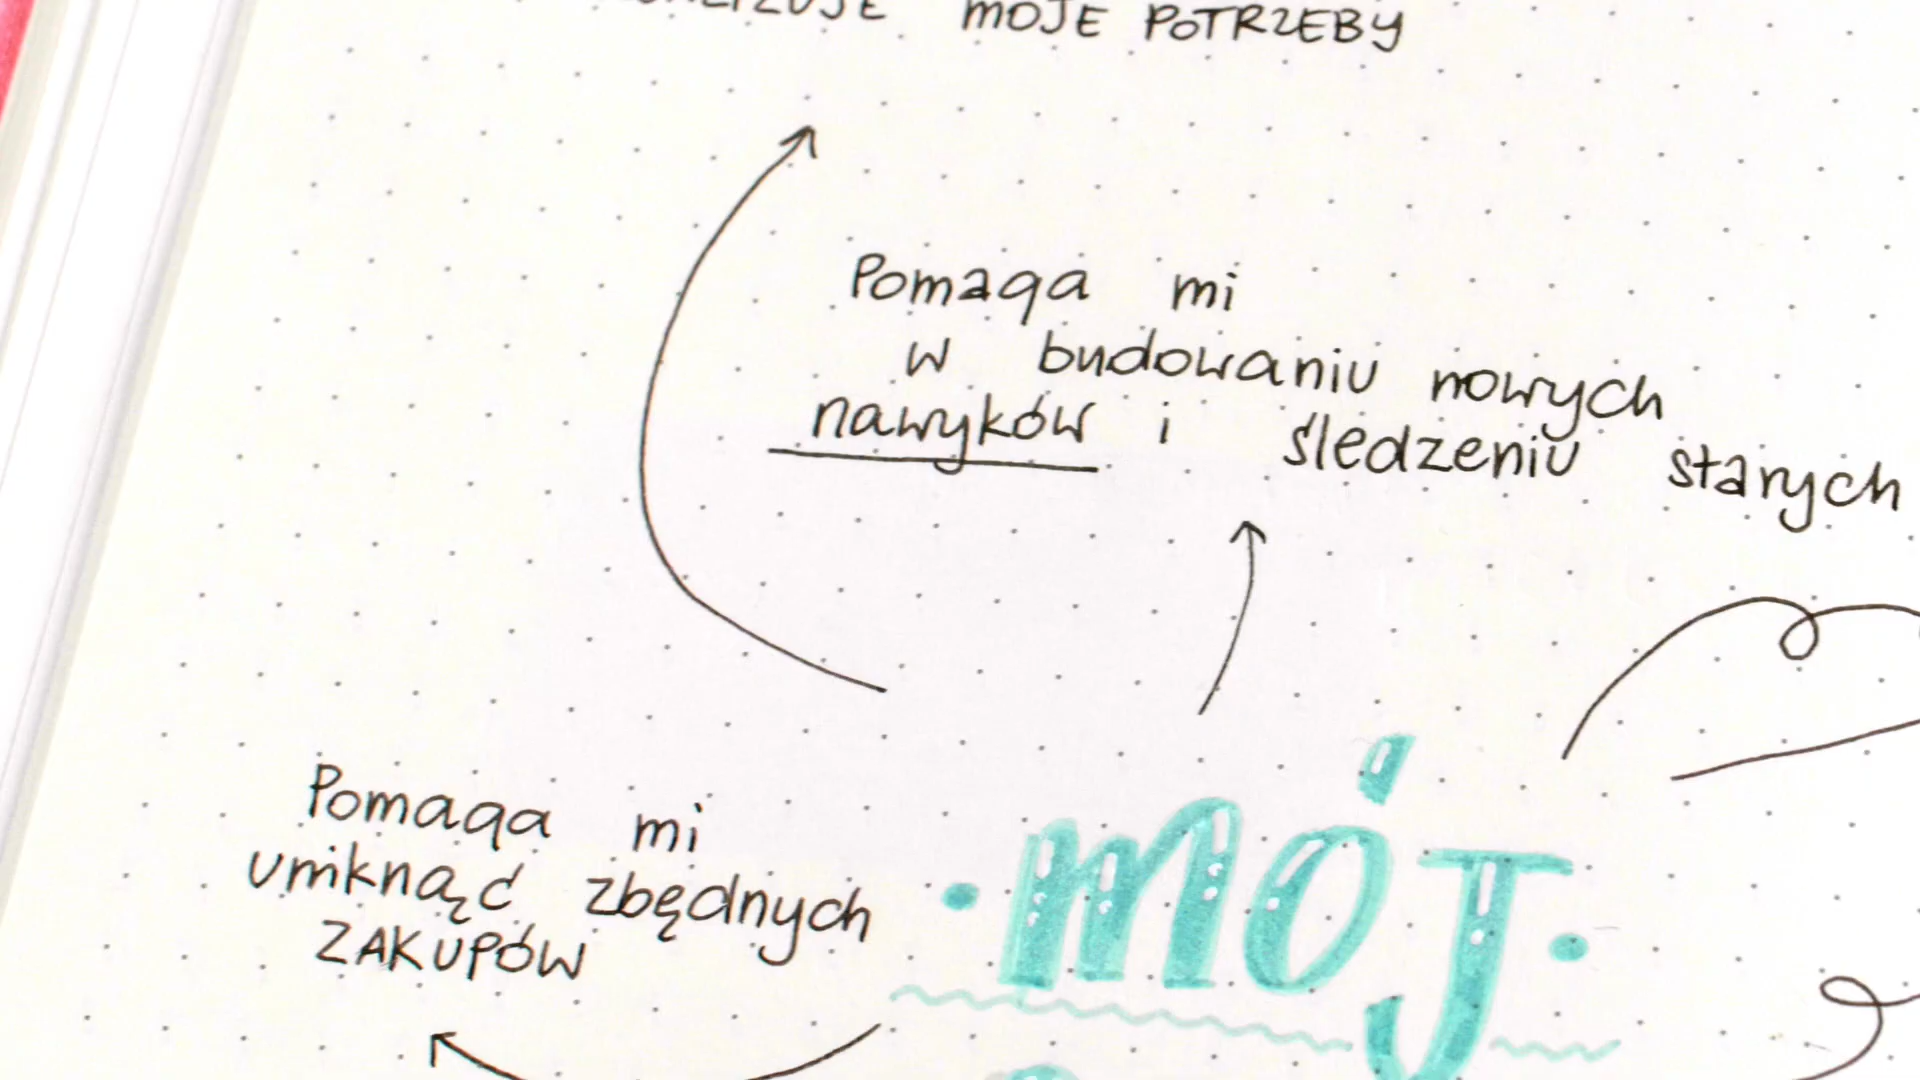 MOJE POTRZEBY
Pomaga mi
w budowaniu nowych
nawyków i śledzeniu starych
Pomaga mi
uniknąć zbędnych
ZAKUPÓW
MÓJ